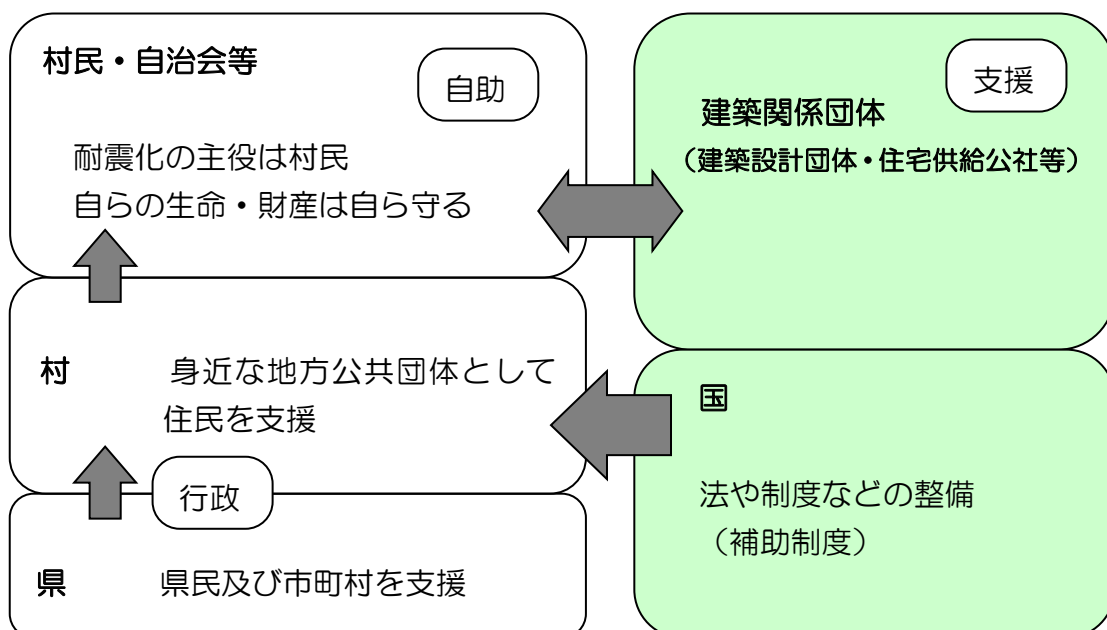 村民・自治会等
自助
耐震化の主役は村民
自らの生命・財産は自ら守る
支援
建築関係団体
（建築設計団体・住宅供給公社等）
村　身近な地方公共団体として
住民を支援
行政
県　県民及び市町村を支援
国
法や制度などの整備
（補助制度）